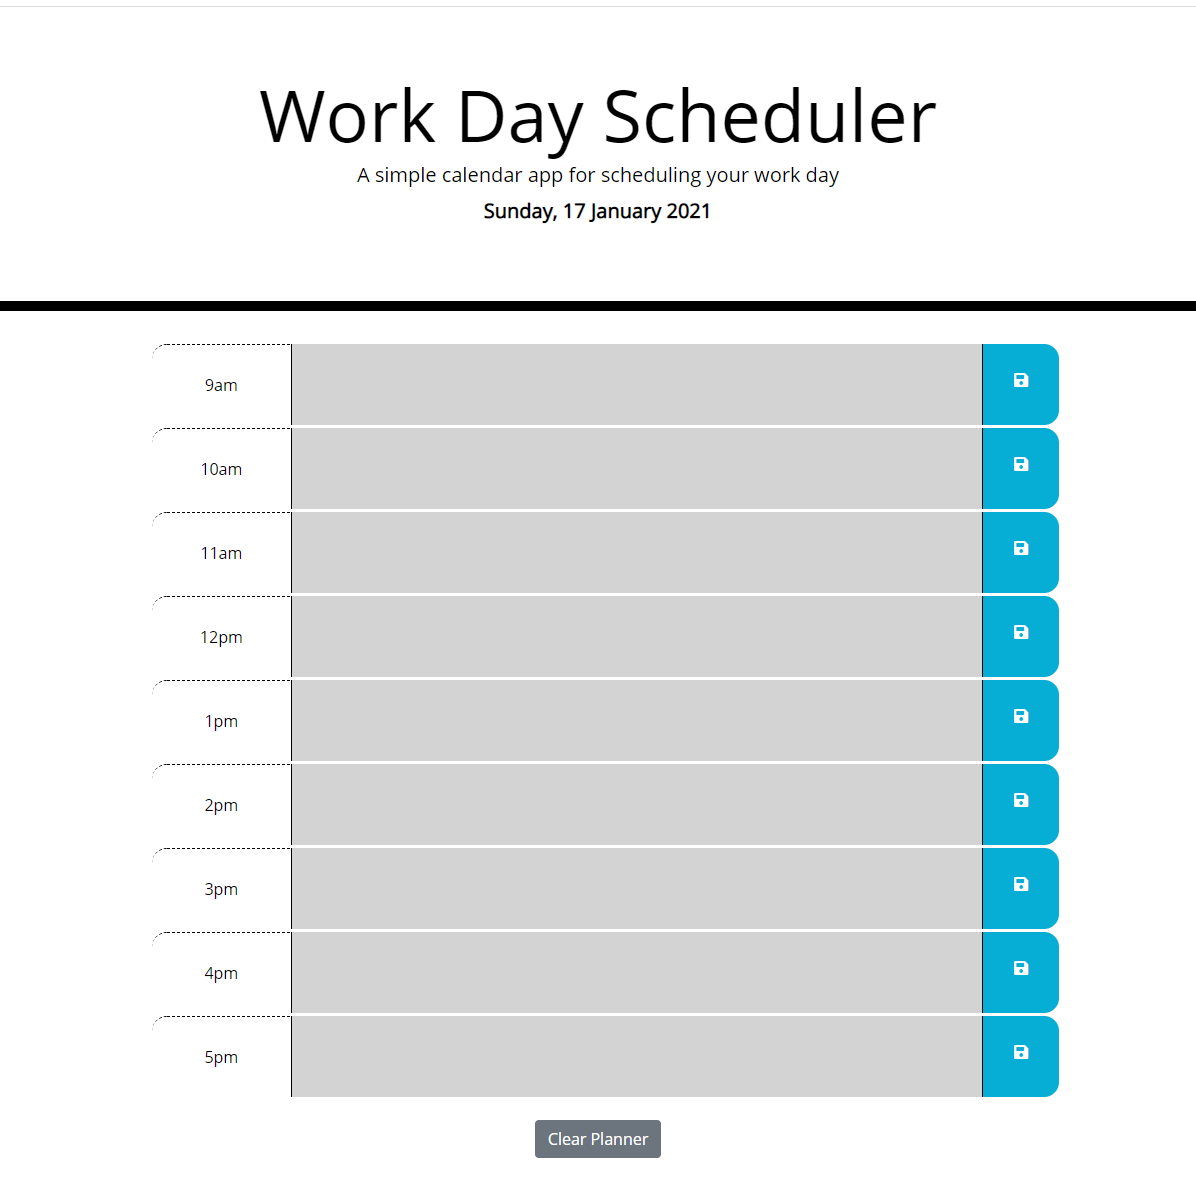 Work Day Scheduler
A simple calendar app for scheduling your work day
Sunday, 17 January 2021
9am
10am
11am
12pm
1pm
2pm
3pm
4pm
5pm
Clear Planner